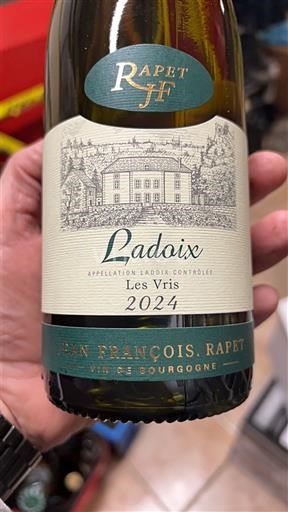 RAPET
JF
Ladoix
APPELLATION LADOIX CONTRÔLÉE
Les Vris
2024
JEAN FRANÇOIS. RAPET
VIN DE BOURGOGNE